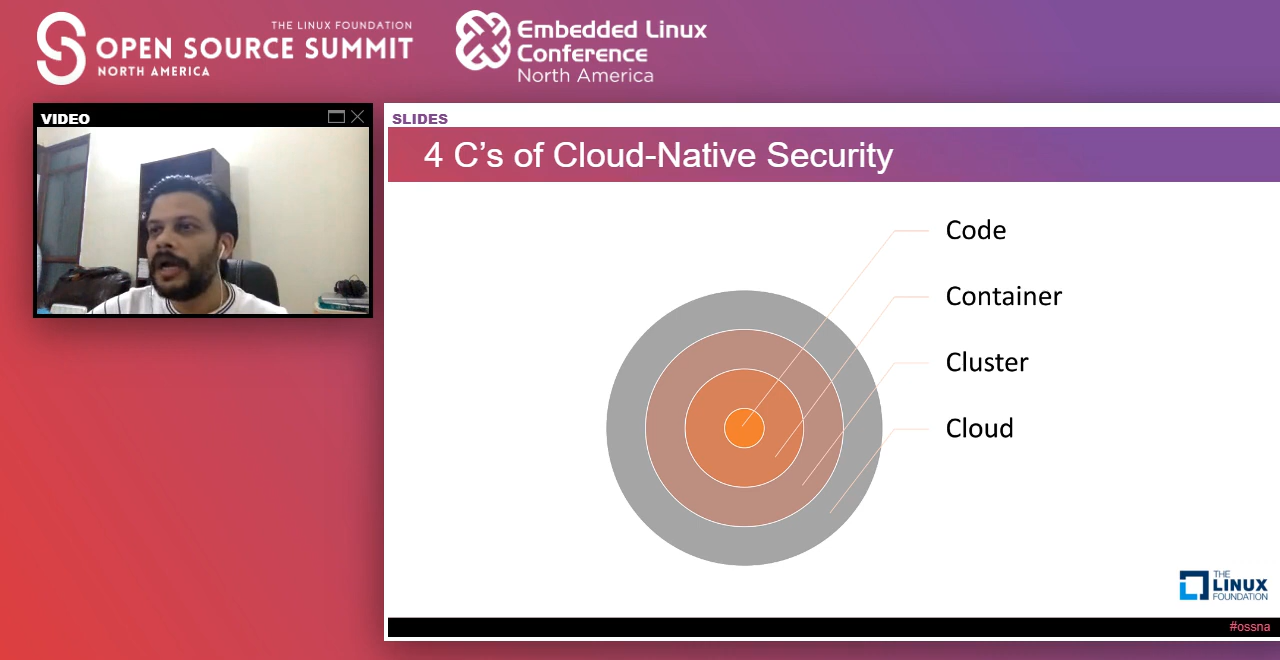 THE LINUX FOUNDATION
OPEN SOURCE SUMMIT
NORTH AMERICA
Embedded Linux
Conference
North America
VIDEO
SLIDES
4 C’s of Cloud-Native Security
Code
Container
Cluster
Cloud
THE
LINUX
FOUNDATION
#ossna